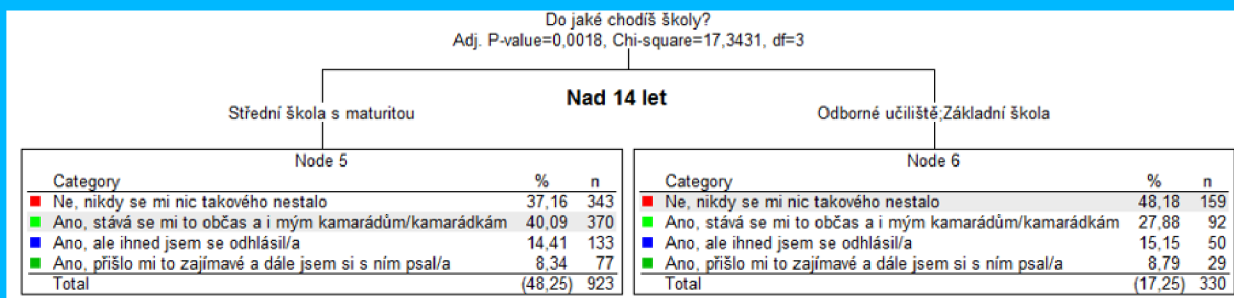 Do jaké chodíš školy?
Adj. P-value=0,0018, Chi-square=17,3431, df=3
Nad 14 let
Střední škola s maturitou
Odborné učiliště;Základní škola
Node 5
Category % n
Ne, nikdy se mi nic takového nestalo 37,16 343
Ano, stává se mi to občas a i mým kamarádům/kamarádkám 40,09 370
Ano, ale ihned jsem se odhlásil/a 14,41 133
Ano, přišlo mi to zajímavé a dále jsem si s ním psal/a 8,34 77
Total (48,25) 923
Node 6
Category % n
Ne, nikdy se mi nic takového nestalo 48,18 159
Ano, stává se mi to občas a i mým kamarádům/kamarádkám 27,88 92
Ano, ale ihned jsem se odhlásil/a 15,15 50
Ano, přišlo mi to zajímavé a dále jsem si s ním psal/a 8,79 29
Total (17,25) 330